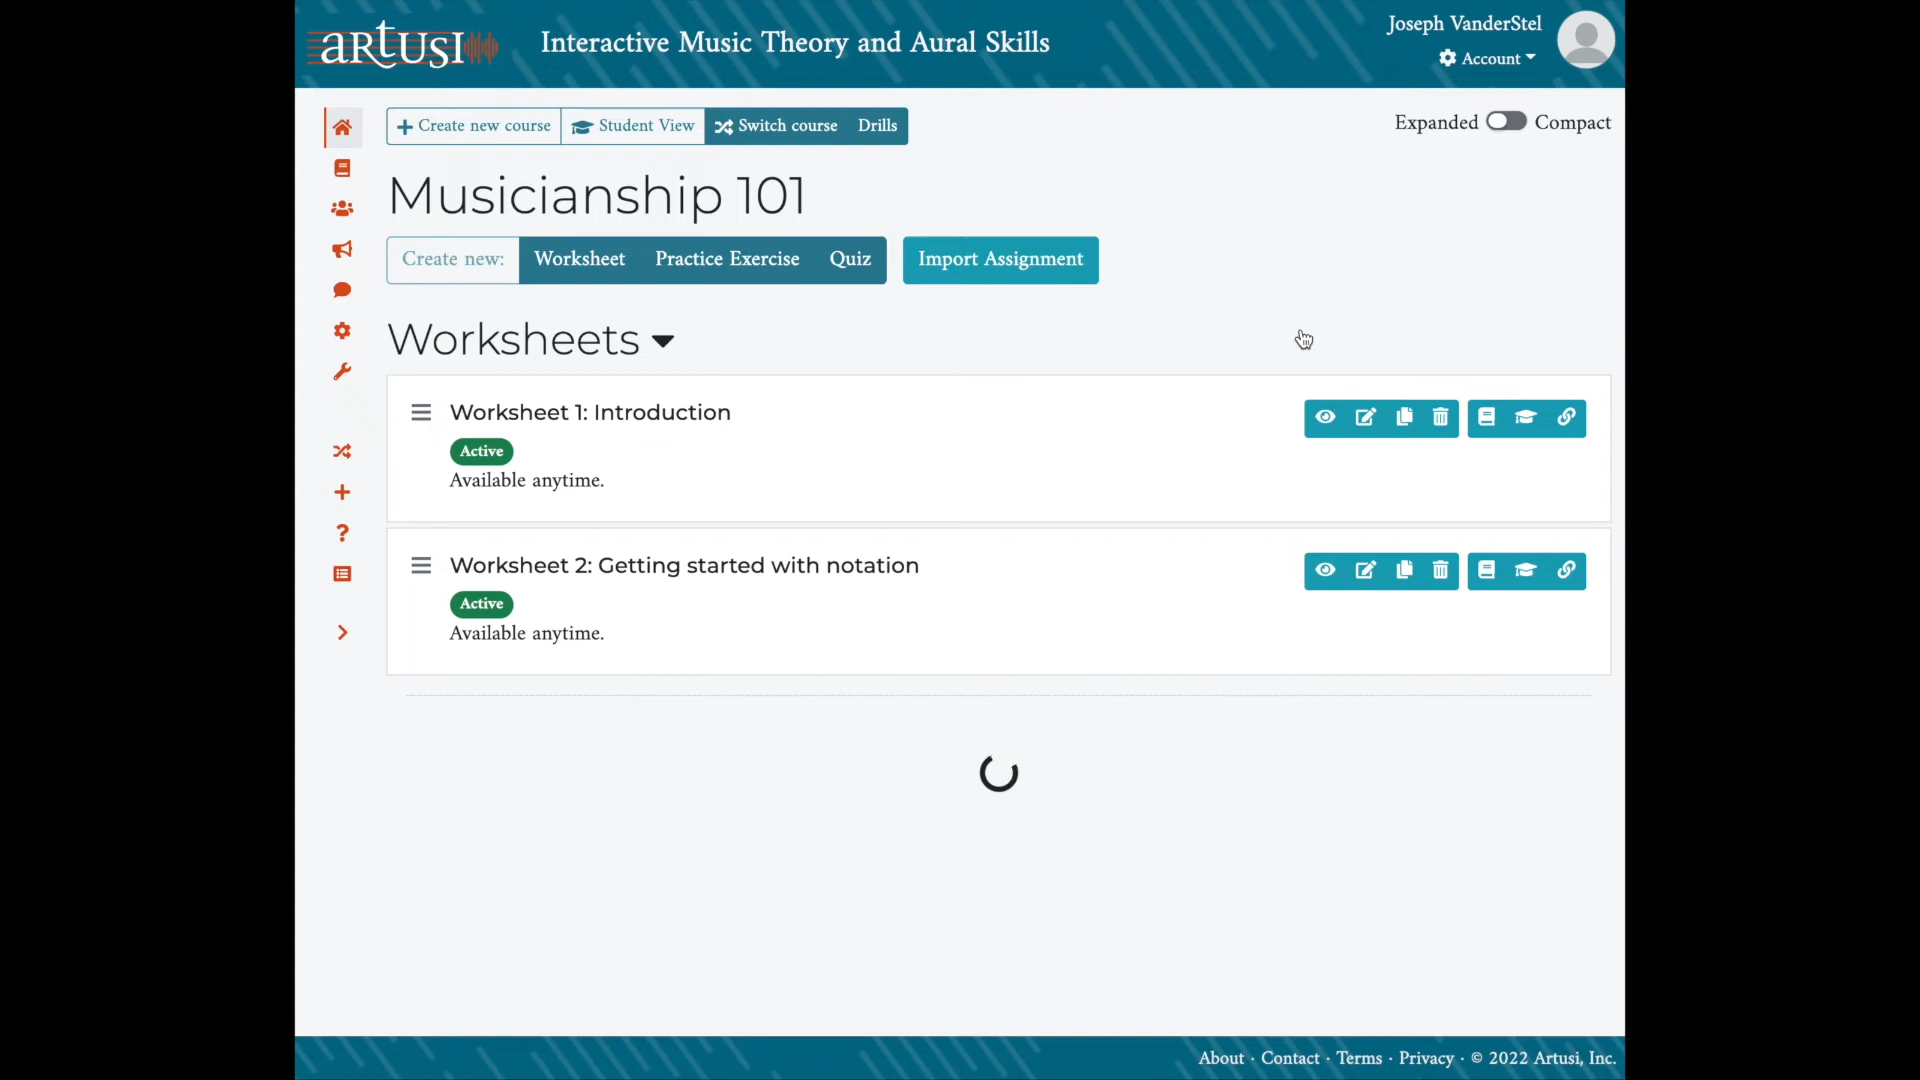 artusi
Interactive Music Theory and Aural Skills
Joseph VanderStel
Account
Create new course
Student View
Switch course
Drills
Expanded
Compact
Musicianship 101
Create new:
Worksheet
Practice Exercise
Quiz
Import Assignment
Worksheets
Worksheet 1: Introduction
Active
Available anytime.
Worksheet 2: Getting started with notation
Active
Available anytime.
About · Contact · Terms · Privacy · © 2022 Artusi, Inc.